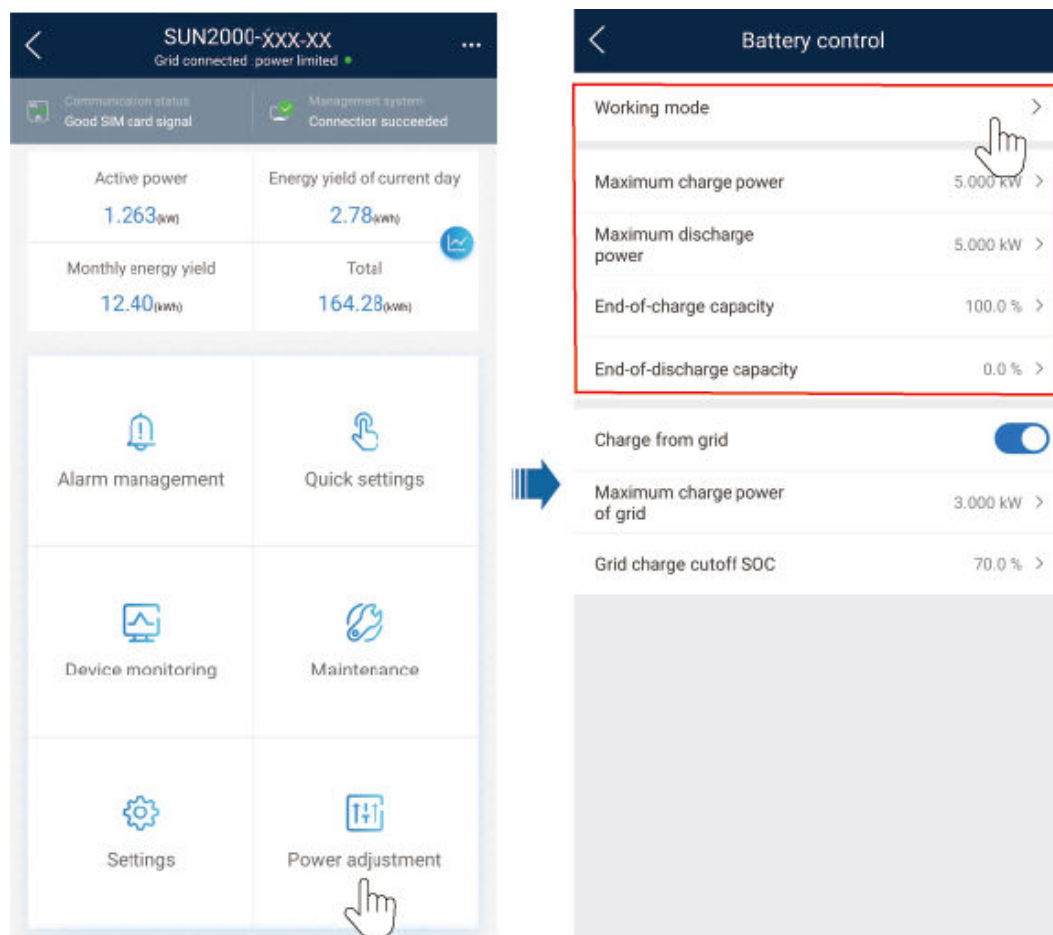 SUN2000-XXX-XX
Grid connected :power limited
Communication status
Good SIM card signal
Management system
Connection succeeded
Active power
1.263(kW)
Energy yield of current day
2.78(kWh)
Monthly energy yield
12.40(kWh)
Total
164.28(kWh)
Alarm management
Quick settings
Device monitoring
Maintenance
Settings
Power adjustment
Battery control
Working mode
Maximum charge power
5.000 kW
Maximum discharge
power
5.000 kW
End-of-charge capacity
100.0 %
End-of-discharge capacity
0.0 %
Charge from grid
Maximum charge power
of grid
3.000 kW
Grid charge cutoff SOC
70.0 %